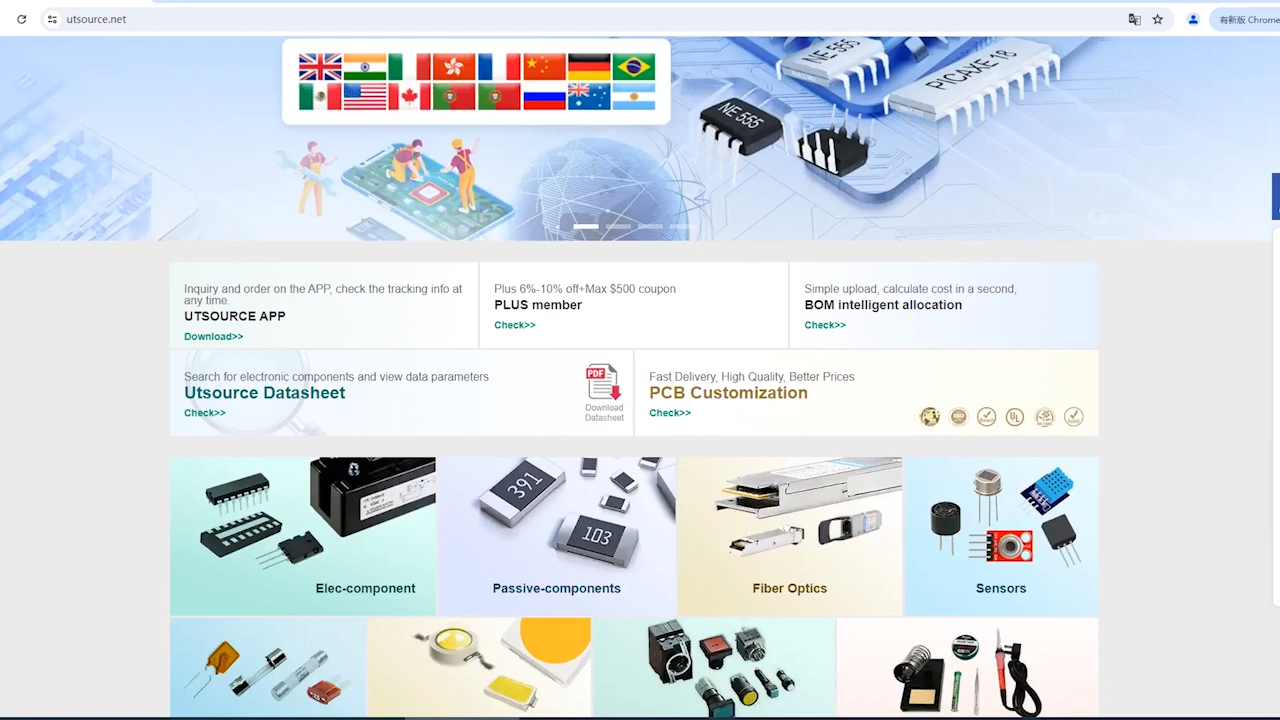 utsource.net
有新版 Chrome
NE 555
PICAXE-18
NE 555
Inquiry and order on the APP, check the tracking info at
any time.
UTSOURCE APP
Download>>
Plus 6%-10% off+Max $500 coupon
PLUS member
Check>>
Simple upload, calculate cost in a second,
BOM intelligent allocation
Check>>
Search for electronic components and view data parameters
Utsource Datasheet
Check>>
PDF
Download
Datasheet
Fast Delivery, High Quality, Better Prices
PCB Customization
Check>>
391
103
Elec-component
Passive-components
Fiber Optics
Sensors